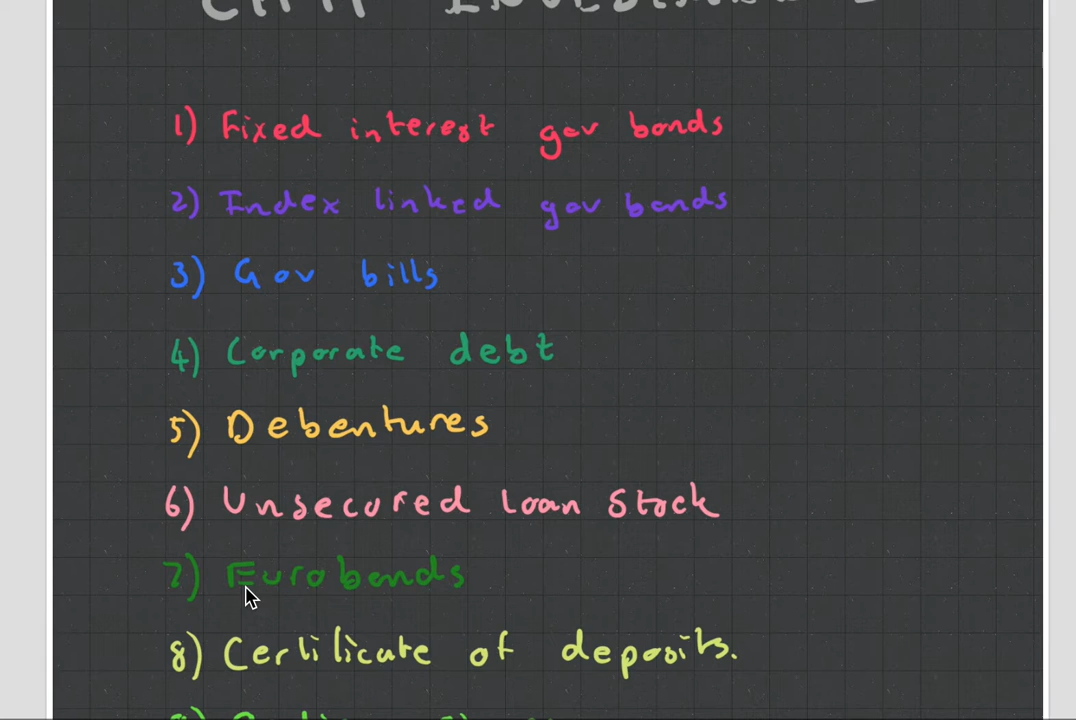 1) Fixed interest gov bonds
2) Index linked gov bonds
3) Gov bills
4) Corporate debt
5) Debentures
6) Unsecured loan Stock
7) Eurobonds
8) Certificate of deposits.